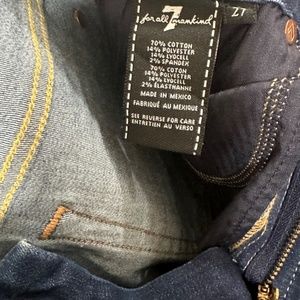 7
for all mankind
LT
70% COTTON
14% POLYESTER
14% LYOCELL
2% SPANDEX
70% COTON
14% POLYESTER
14% LYOCELL
2% ÉLASTHANNE
MADE IN MEXICO
FABRIQUÉ AU MEXIQUE
SEE REVERSE FOR CARE
ENTRETIEN AU VERSO